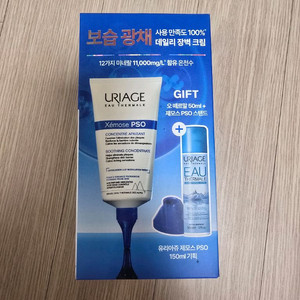 보습 광채
사용 만족도 100%
데일리 장벽 크림
12가지 미네랄 11,000mg/L 함유 온천수
URIAGE
EAU THERMALE
Xémose PSO
CONCENTRÉ APAISANT
SOOTHING CONCENTRATE
GIFT
오 떼르말 50ml +
제모스 PSO 스탠드
+
URIAGE
EAU
THERMALE
유리아쥬 제모스 PSO
150ml 기획